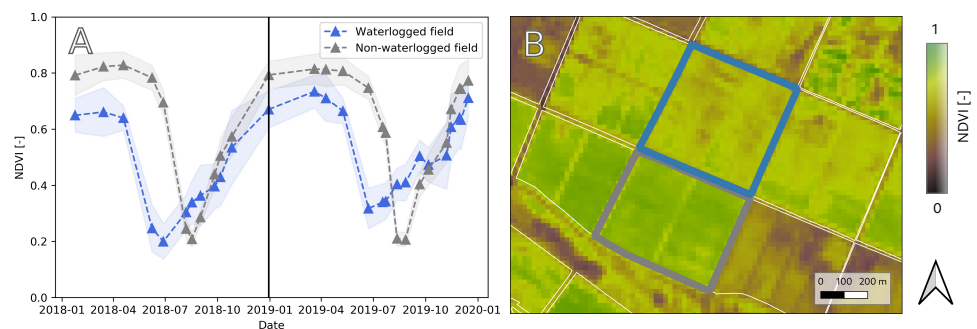 A
1.0
0.8
0.6
0.4
0.2
0.0
NDVI [-]
Waterlogged field
Non-waterlogged field
2018-01 2018-04 2018-07 2018-10 2019-01 2019-04 2019-07 2019-10 2020-01
Date
B
0 100 200 m
1
NDVI [-]
0